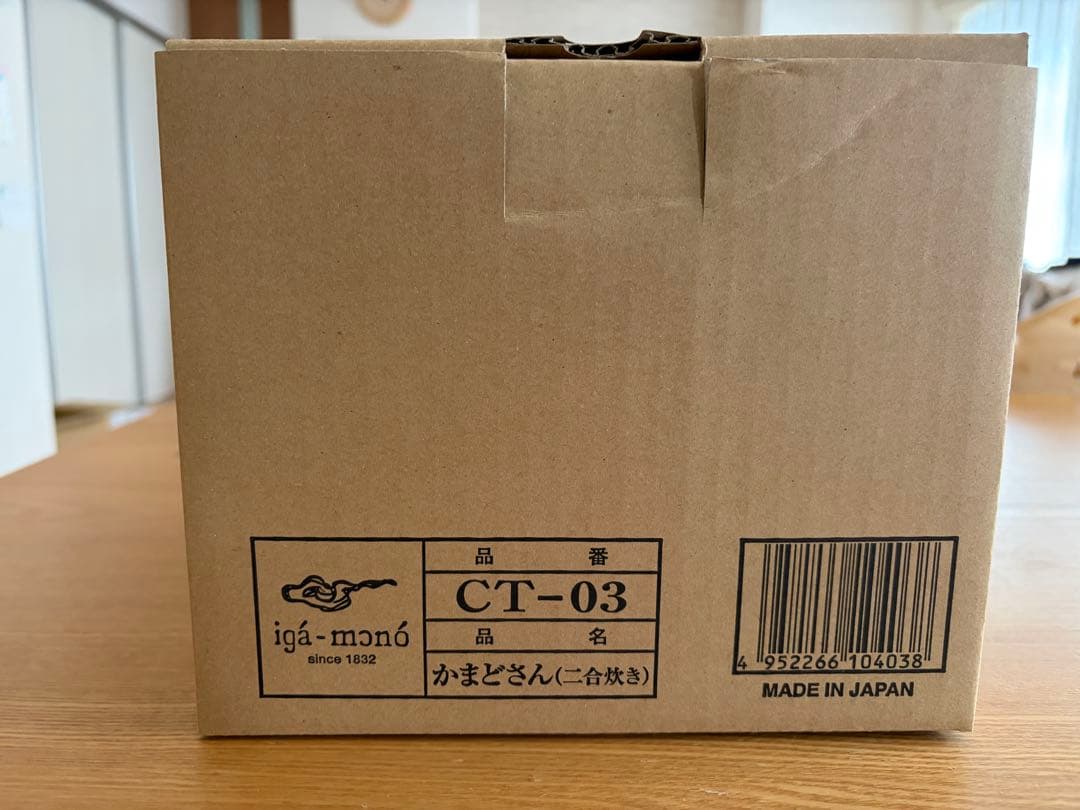 igá-mɔnó
since 1832
品番
CT-03
品名
かまどさん(二合炊き)
4 952266 104038
MADE IN JAPAN